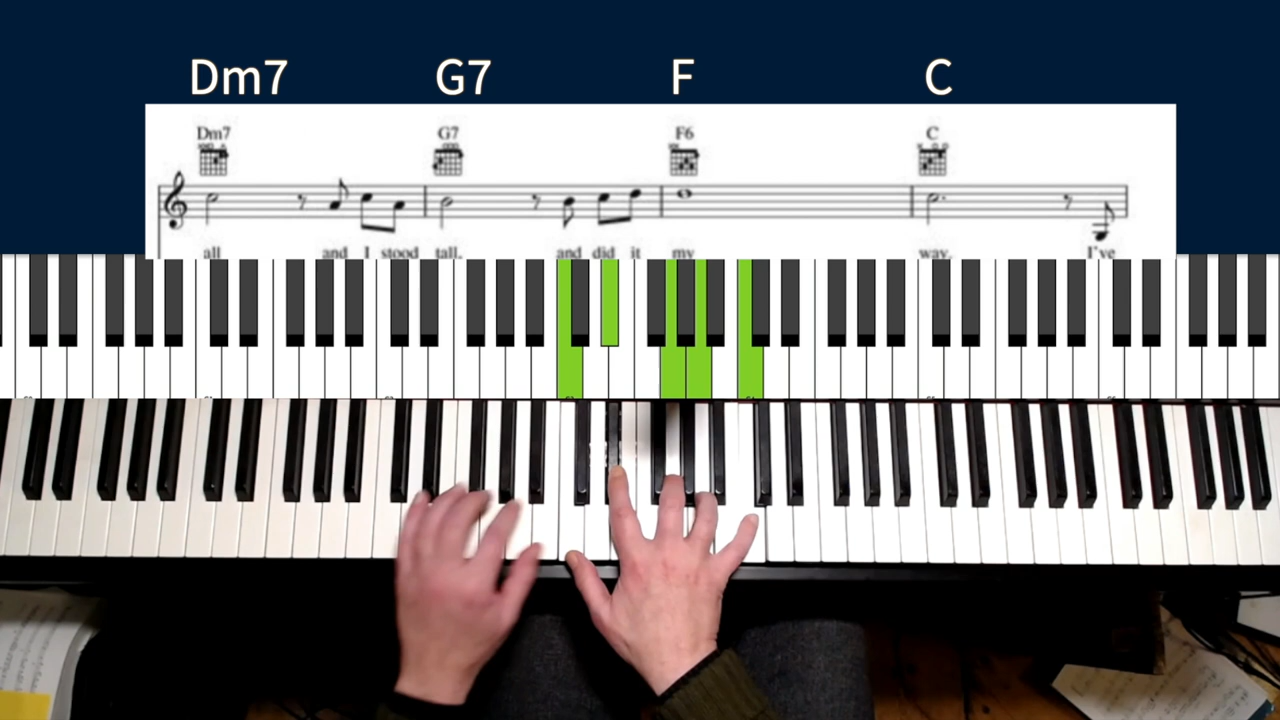 Dm7 G7 F C
Dm7 G7 F6 C
all and I stood tall, and did it my way. I've